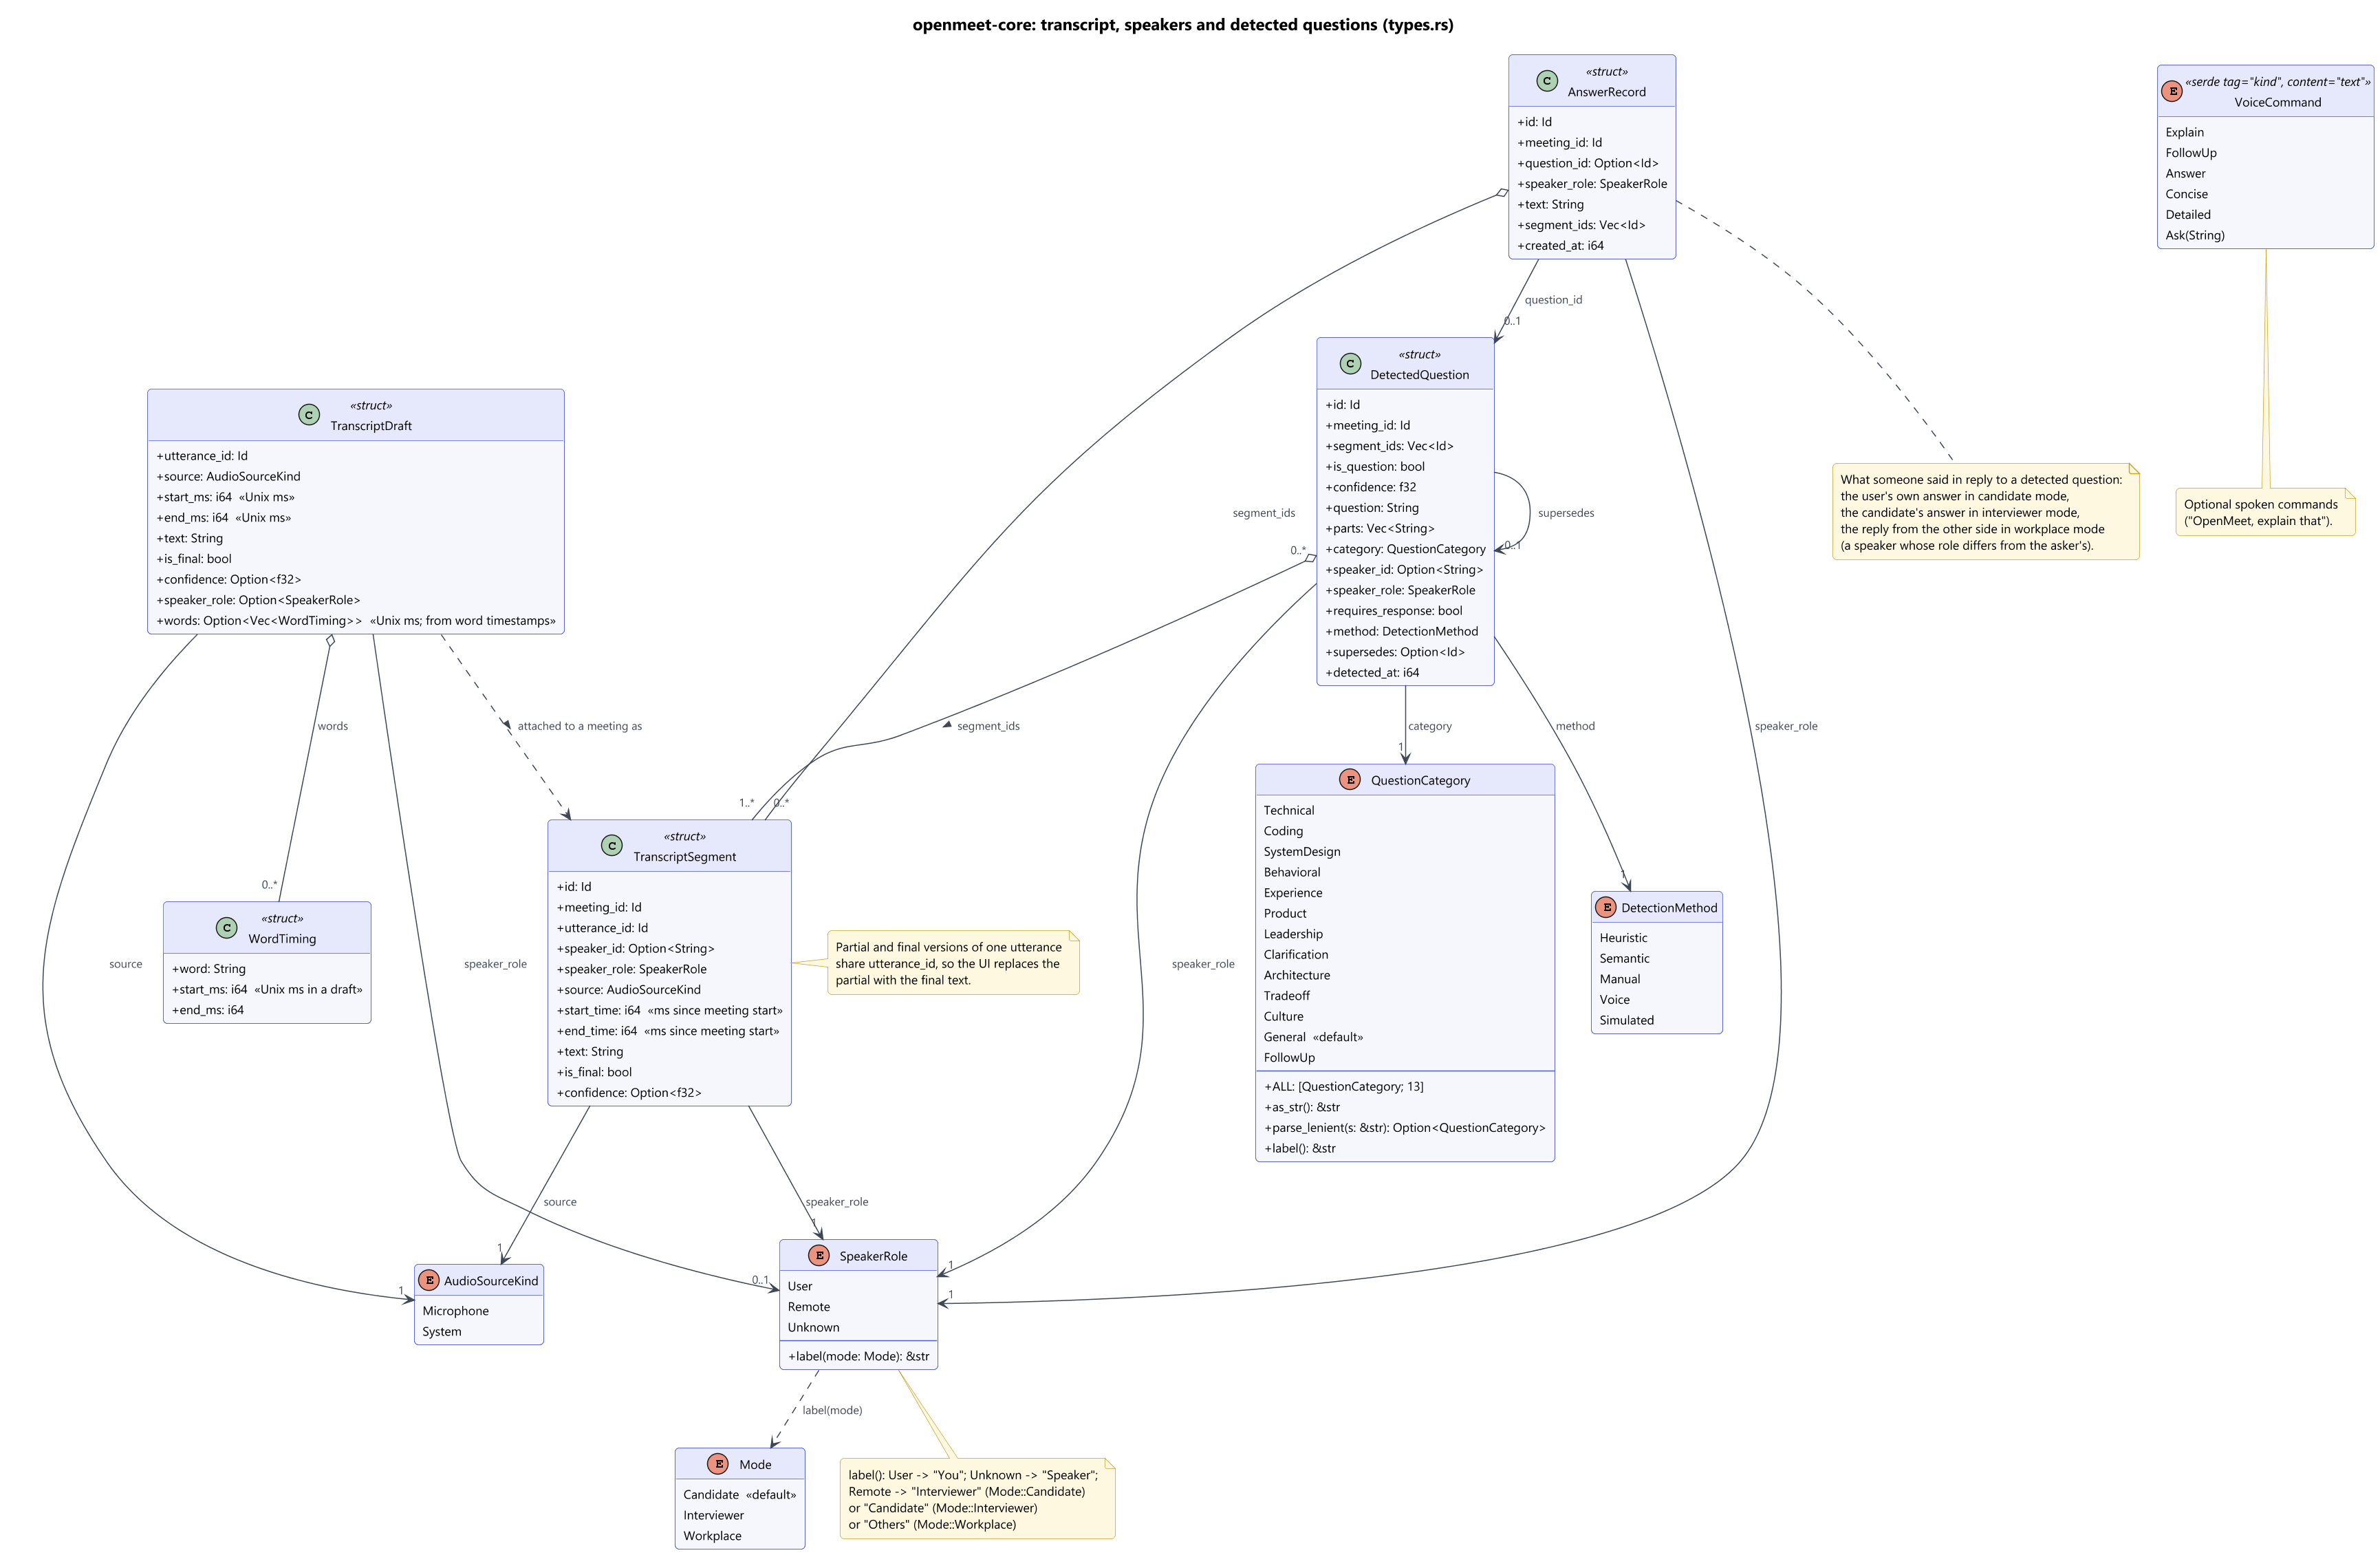 openmeet-core: transcript, speakers and detected questions (types.rs)
C
«struct»
AnswerRecord
+id: Id
+meeting_id: Id
+question_id: Option<Id>
+speaker_role: SpeakerRole
+text: String
+segment_ids: Vec<Id>
+created_at: i64
E
«serde tag="kind", content="text"»
VoiceCommand
Explain
FollowUp
Answer
Concise
Detailed
Ask(String)
question_id
0..1
C
«struct»
DetectedQuestion
+id: Id
+meeting_id: Id
+segment_ids: Vec<Id>
+is_question: bool
+confidence: f32
+question: String
+parts: Vec<String>
+category: QuestionCategory
+speaker_id: Option<String>
+speaker_role: SpeakerRole
+requires_response: bool
+method: DetectionMethod
+supersedes: Option<Id>
+detected_at: i64
supersedes
0..1
segment_ids
0..*
What someone said in reply to a detected question:
the user's own answer in candidate mode,
the candidate's answer in interviewer mode,
the reply from the other side in workplace mode
(a speaker whose role differs from the asker's).
Optional spoken commands
("OpenMeet, explain that").
C
«struct»
TranscriptDraft
+utterance_id: Id
+source: AudioSourceKind
+start_ms: i64 «Unix ms»
+end_ms: i64 «Unix ms»
+text: String
+is_final: bool
+confidence: Option<f32>
+speaker_role: Option<SpeakerRole>
+words: Option<Vec<WordTiming>> «Unix ms; from word timestamps»
words
attached to a meeting as
segment_ids
category
method
speaker_role
1..*
0..*
1
1
0..*
C
«struct»
WordTiming
+word: String
+start_ms: i64 «Unix ms in a draft»
+end_ms: i64
C
«struct»
TranscriptSegment
+id: Id
+meeting_id: Id
+utterance_id: Id
+speaker_id: Option<String>
+speaker_role: SpeakerRole
+source: AudioSourceKind
+start_time: i64 «ms since meeting start»
+end_time: i64 «ms since meeting start»
+text: String
+is_final: bool
+confidence: Option<f32>
Partial and final versions of one utterance
share utterance_id, so the UI replaces the
partial with the final text.
E
QuestionCategory
Technical
Coding
SystemDesign
Behavioral
Experience
Product
Leadership
Clarification
Architecture
Tradeoff
Culture
General «default»
FollowUp
+ALL: [QuestionCategory; 13]
+as_str(): &str
+parse_lenient(s: &str): Option<QuestionCategory>
+label(): &str
E
DetectionMethod
Heuristic
Semantic
Manual
Voice
Simulated
source
speaker_role
speaker_role
source
speaker_role
1
1
1
0..1
1
1
E
AudioSourceKind
Microphone
System
E
SpeakerRole
User
Remote
Unknown
+label(mode: Mode): &str
label(mode)
E
Mode
Candidate «default»
Interviewer
Workplace
label(): User -> "You"; Unknown -> "Speaker";
Remote -> "Interviewer" (Mode::Candidate)
or "Candidate" (Mode::Interviewer)
or "Others" (Mode::Workplace)